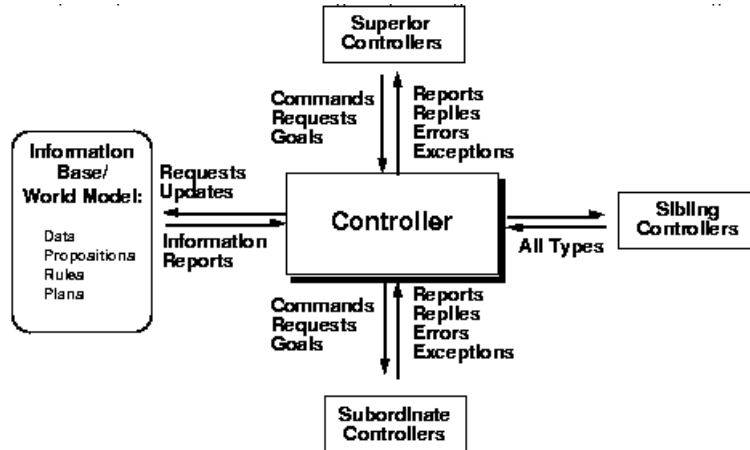 Superior
Controllers
Commands
Requests
Goals
Reports
Replies
Errors
Exceptions
Information
Base/
World Model:
Data
Propositions
Rules
Plans
Requests
Updates
Information
Reports
Controller
All Types
Sibling
Controllers
Commands
Requests
Goals
Reports
Replies
Errors
Exceptions
Subordinate
Controllers